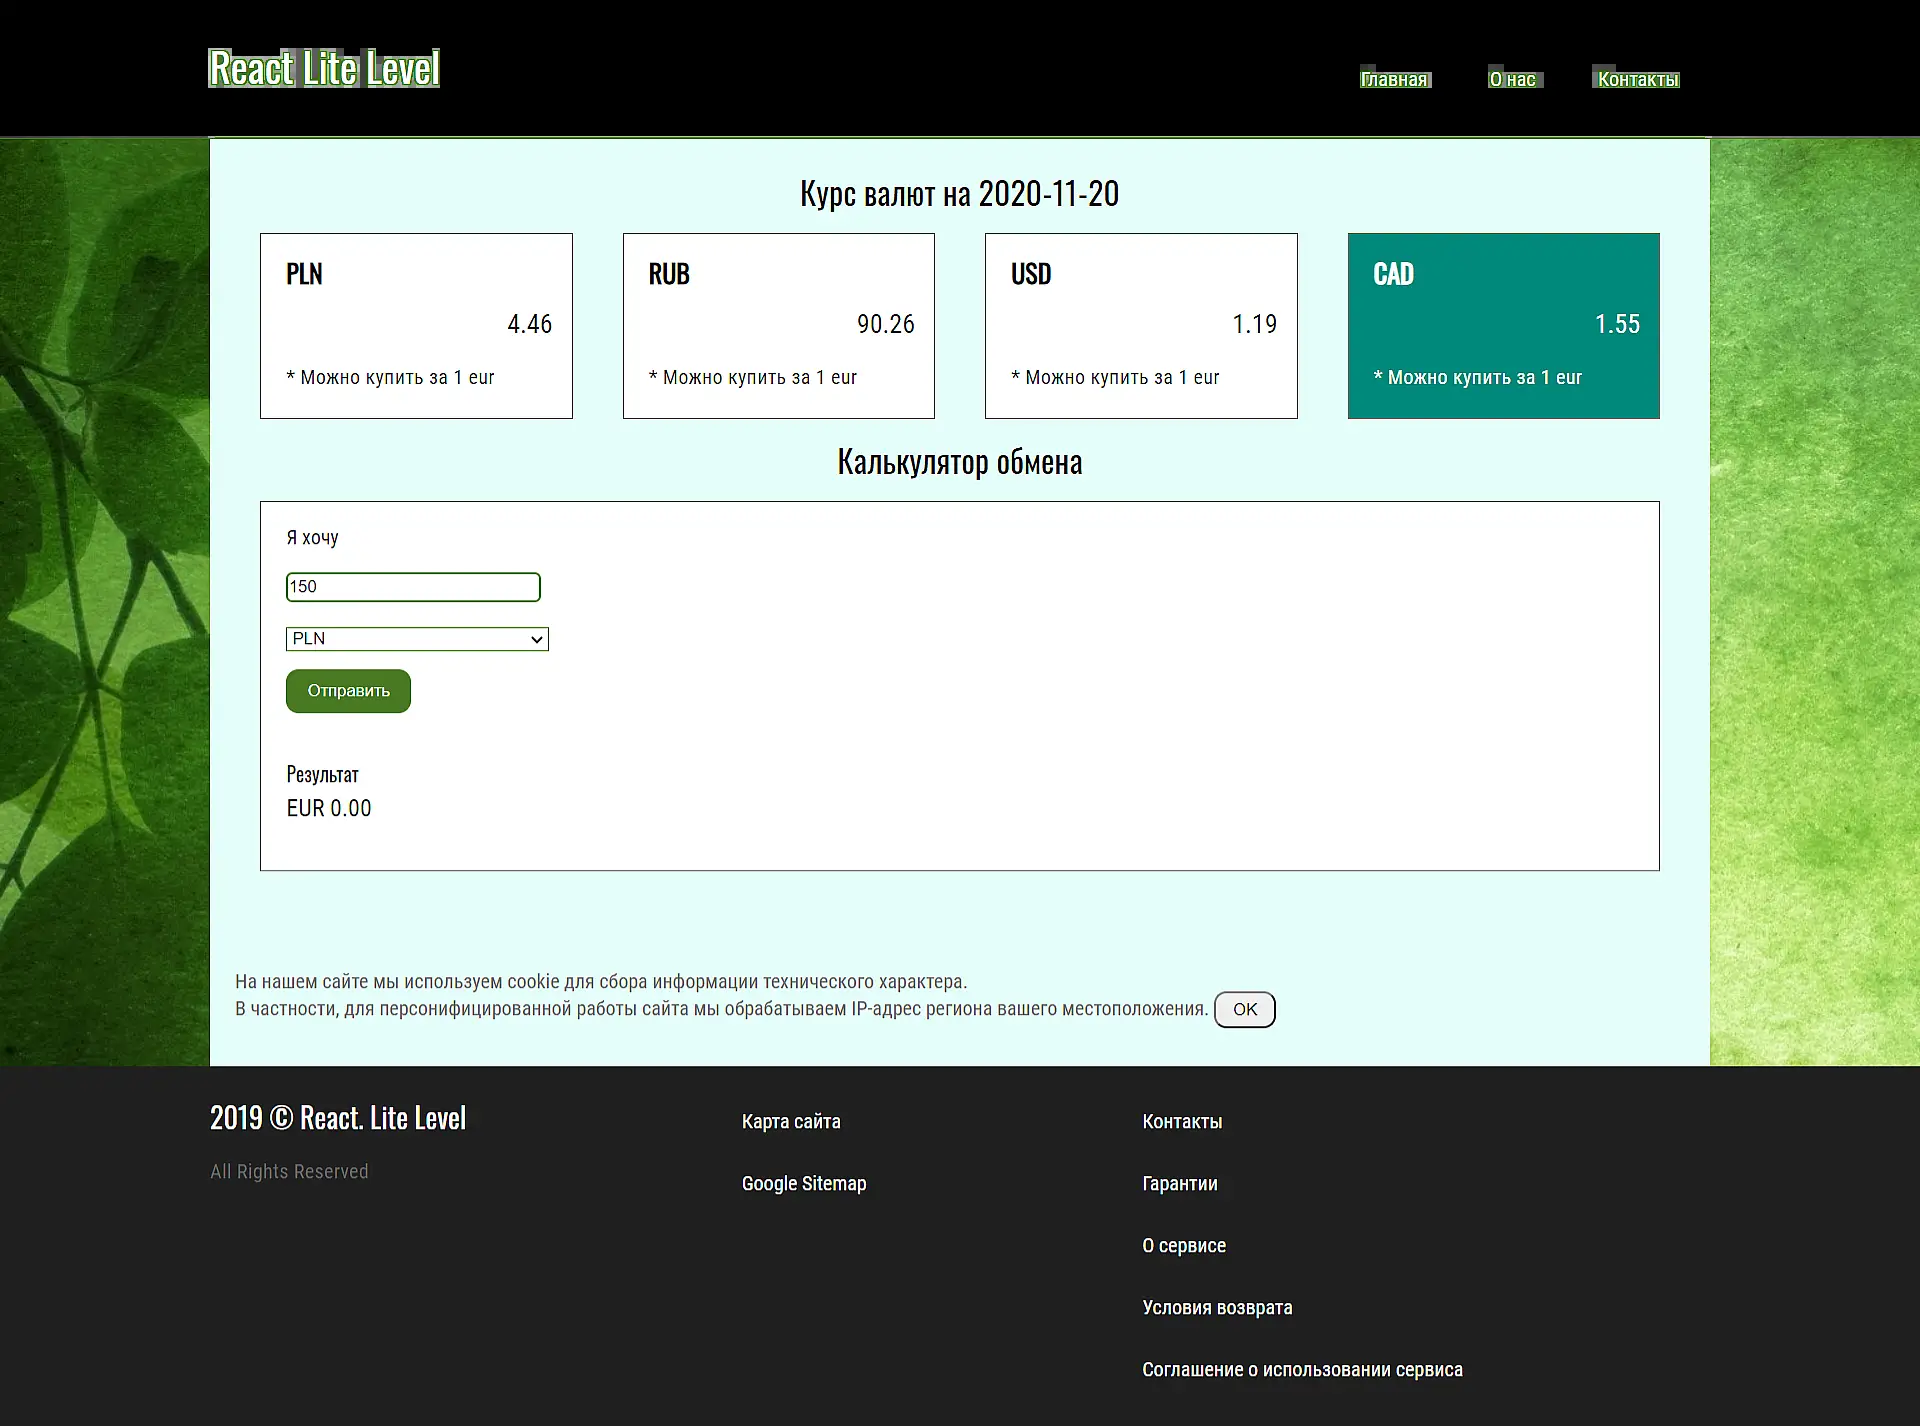 React Lite Level
Главная
О нас
Контакты
Курс валют на 2020-11-20
PLN
4.46
* Можно купить за 1 eur
RUB
90.26
* Можно купить за 1 eur
USD
1.19
* Можно купить за 1 eur
CAD
1.55
* Можно купить за 1 eur
Калькулятор обмена
Я хочу
150
PLN
Отправить
Результат
EUR 0.00
На нашем сайте мы используем cookie для сбора информации технического характера.
В частности, для персонифицированной работы сайта мы обрабатываем IP-адрес региона вашего местоположения. OK
2019 © React. Lite Level
All Rights Reserved
Карта сайта
Google Sitemap
Контакты
Гарантии
О сервисе
Условия возврата
Соглашение о использовании сервиса